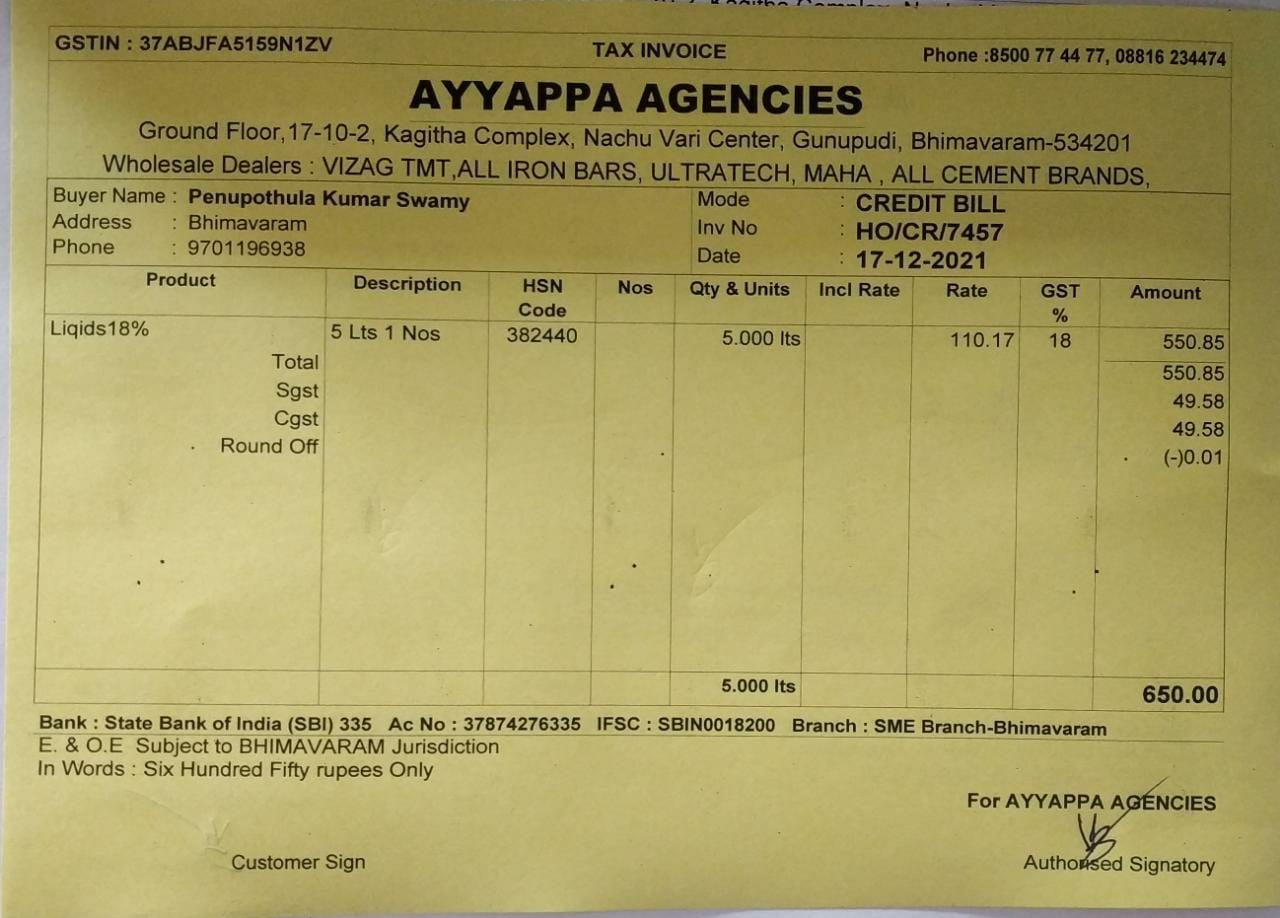 GSTIN : 37ABJFA5159N1ZV TAX INVOICE Phone :8500 77 44 77, 08816 234474
AYYAPPA AGENCIES
Ground Floor,17-10-2, Kagitha Complex, Nachu Vari Center, Gunupudi, Bhimavaram-534201
Wholesale Dealers : VIZAG TMT,ALL IRON BARS, ULTRATECH, MAHA , ALL CEMENT BRANDS,
Buyer Name : Penupothula Kumar Swamy Mode : CREDIT BILL
Address : Bhimavaram Inv No : HO/CR/7457
Phone : 9701196938 Date : 17-12-2021
Product Description HSN Code Nos Qty & Units Incl Rate Rate GST % Amount
Liqids18% 5 Lts 1 Nos 382440 5.000 lts 110.17 18 550.85
Total 550.85
Sgst 49.58
Cgst 49.58
Round Off (-)0.01
5.000 lts 650.00
Bank : State Bank of India (SBI) 335 Ac No : 37874276335 IFSC : SBIN0018200 Branch : SME Branch-Bhimavaram
E. & O.E Subject to BHIMAVARAM Jurisdiction
In Words : Six Hundred Fifty rupees Only
For AYYAPPA AGENCIES
Customer Sign Authorised Signatory